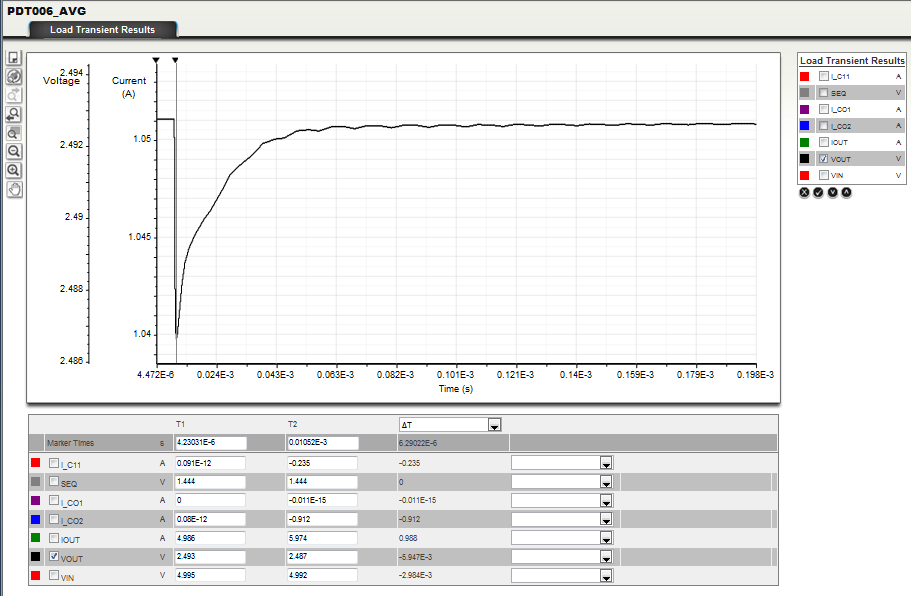 PDT006_AVG
Load Transient Results
2.494
Voltage
Current
(A)
1.05
2.492
2.49
1.045
2.488
1.04
2.486
4.472E-6 0.024E-3 0.043E-3 0.063E-3 0.082E-3 0.101E-3 0.121E-3 0.14E-3 0.159E-3 0.179E-3 0.198E-3
Time (s)
Load Transient Results
I_C11 A
SEQ V
I_CO1 A
I_CO2 A
IOUT A
VOUT V
VIN V
T1 T2 ΔT
Marker Times s 4.23031E-6 0.01052E-3 6.29022E-6
I_C11 A 0.091E-12 -0.235 -0.235
SEQ V 1.444 1.444 0
I_CO1 A 0 -0.011E-15 -0.011E-15
I_CO2 A 0.08E-12 -0.912 -0.912
IOUT A 4.986 5.974 0.988
VOUT V 2.493 2.487 -5.947E-3
VIN V 4.995 4.992 -2.984E-3